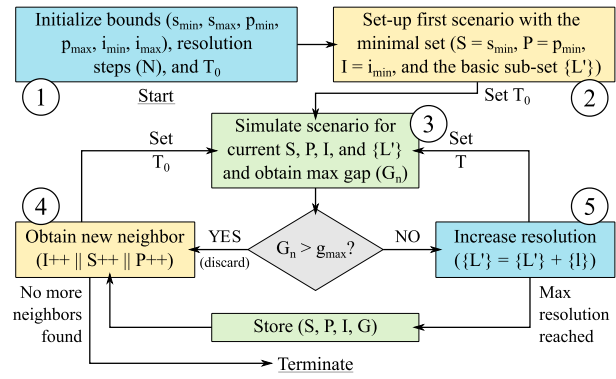 Initialize bounds (s_min, s_max, p_min,
p_max, i_min, i_max), resolution
steps (N), and T_0
1
Start
Set-up first scenario with the
minimal set (S = s_min, P = p_min,
I = i_min, and the basic sub-set {L'})
2
Set T_0
Simulate scenario for
current S, P, I, and {L'}
and obtain max gap (G_n)
3
Set
T_0
Set
T
4
Obtain new neighbor
(I++ || S++ || P++)
YES
(discard)
G_n > g_max?
NO
5
Increase resolution
({L'} = {L'} + {l})
No more
neighbors
found
Store (S, P, I, G)
Max
resolution
reached
Terminate